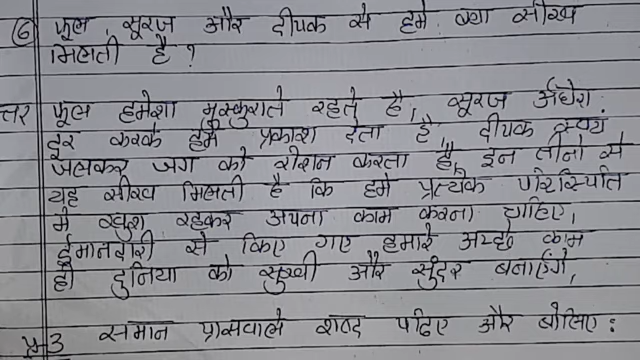 ⑥ फूल, सूरज और दीपक से हमे क्या सीख
मिलती है ?
त्तर फूल हमेशा मुस्कुराते रहते है, सूरज अँधेरा
दूर करके हमे प्रकाश देता है, दीपक स्वयं
जलकर जग को रोशन करता है, इन तीनो से
यह सीख मिलती है कि हमे प्रत्येक परिस्थिति
मे खुश रहकर अपना काम करना चाहिए,
ईमानदारी से किए गए हमारे अच्छे काम
ही दुनिया को सुखी और सुंदर बनाएँगे,
प्र-3 समान प्रासवाले शब्द पढिए और बोलिए :